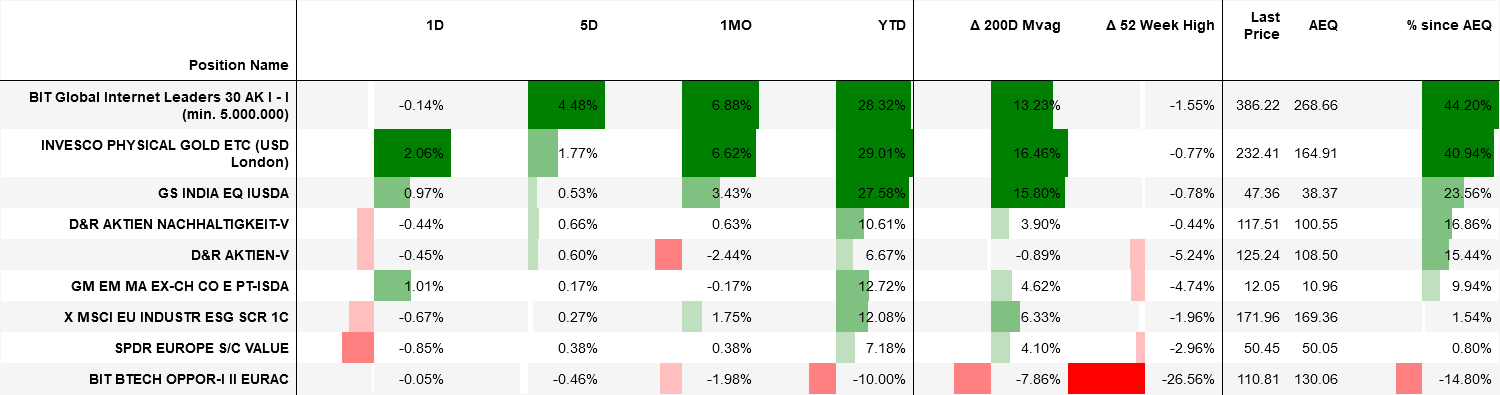 Position Name 1D 5D 1MO YTD Δ 200D Mvag Δ 52 Week High Last Price AEQ % since AEQ
BIT Global Internet Leaders 30 AK I - I (min. 5.000.000) -0.14% 4.48% 6.88% 28.32% 13.23% -1.55% 386.22 268.66 44.20%
INVESCO PHYSICAL GOLD ETC (USD London) 2.06% 1.77% 6.62% 29.01% 16.46% -0.77% 232.41 164.91 40.94%
GS INDIA EQ IUSDA 0.97% 0.53% 3.43% 27.58% 15.80% -0.78% 47.36 38.37 23.56%
D&R AKTIEN NACHHALTIGKEIT-V -0.44% 0.66% 0.63% 10.61% 3.90% -0.44% 117.51 100.55 16.86%
D&R AKTIEN-V -0.45% 0.60% -2.44% 6.67% -0.89% -5.24% 125.24 108.50 15.44%
GM EM MA EX-CH CO E PT-ISDA 1.01% 0.17% -0.17% 12.72% 4.62% -4.74% 12.05 10.96 9.94%
X MSCI EU INDUSTR ESG SCR 1C -0.67% 0.27% 1.75% 12.08% 6.33% -1.96% 171.96 169.36 1.54%
SPDR EUROPE S/C VALUE -0.85% 0.38% 0.38% 7.18% 4.10% -2.96% 50.45 50.05 0.80%
BIT BTECH OPPOR-I II EURAC -0.05% -0.46% -1.98% -10.00% -7.86% -26.56% 110.81 130.06 -14.80%